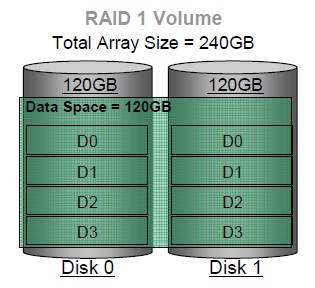 RAID 1 Volume
Total Array Size = 240GB
120GB 120GB
Data Space = 120GB
D0 D0
D1 D1
D2 D2
D3 D3
Disk 0 Disk 1